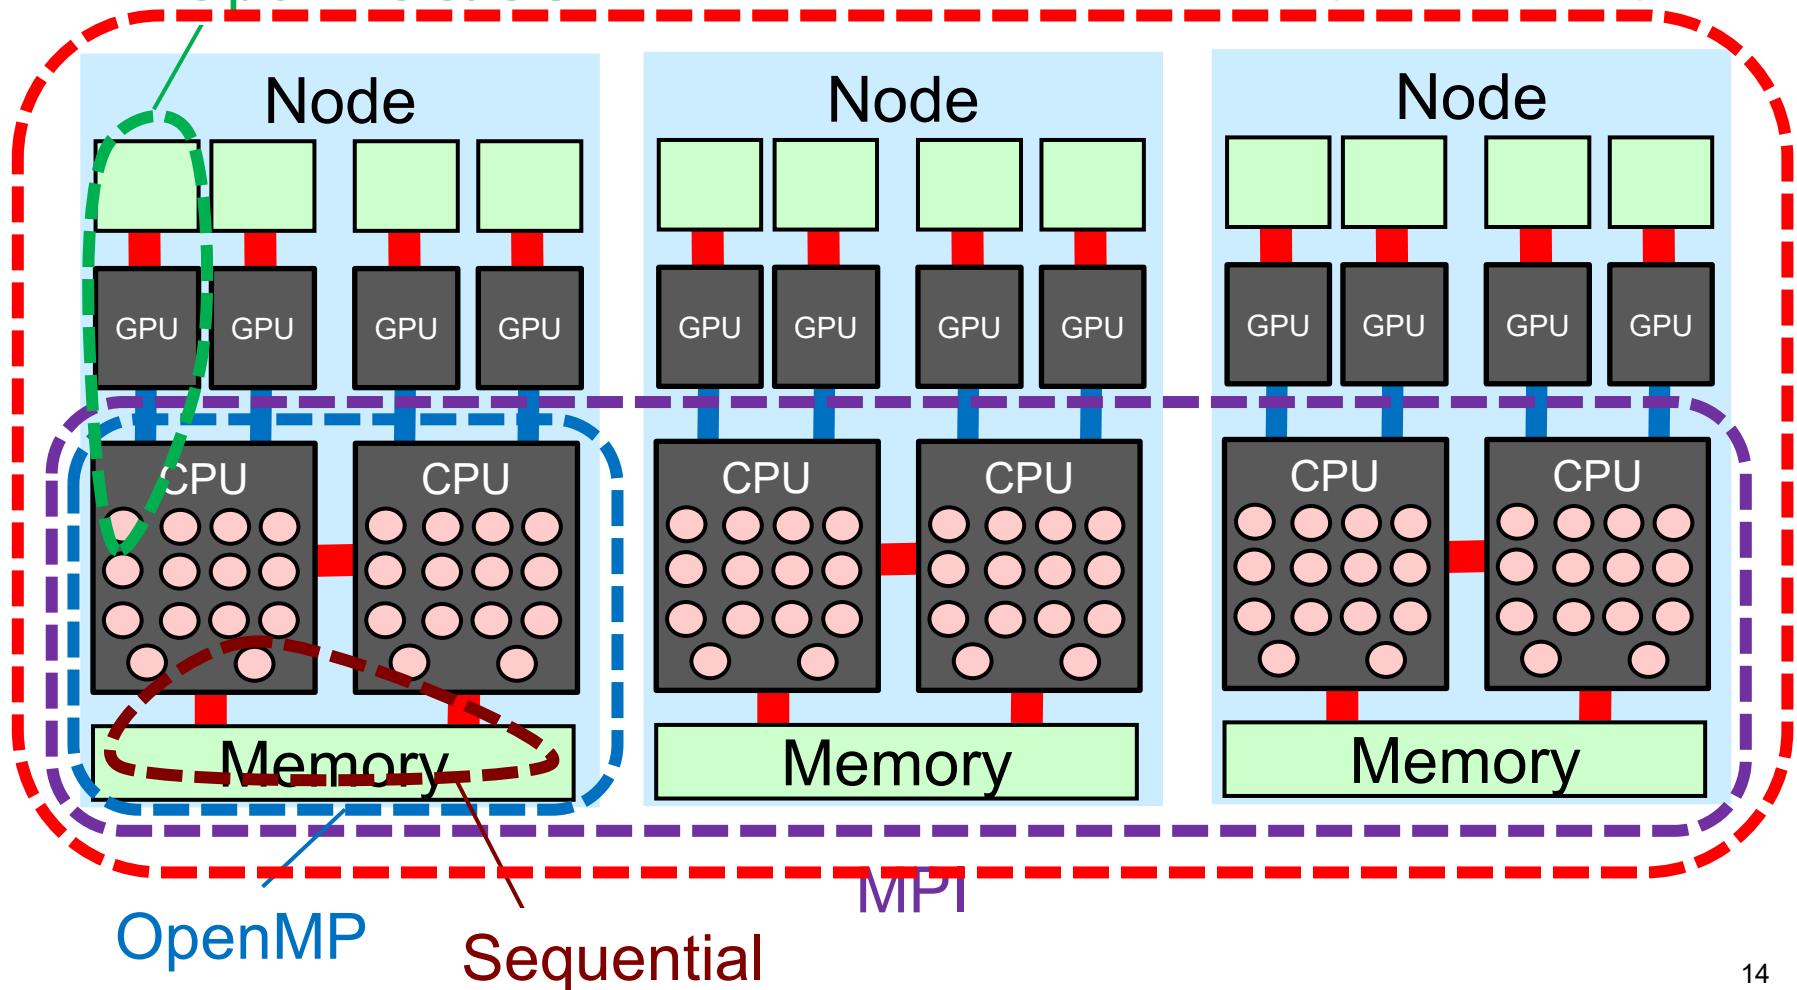 Node Node Node
GPU GPU GPU GPU GPU GPU GPU GPU GPU GPU GPU GPU
CPU CPU CPU CPU CPU CPU
Memory Memory Memory
MPI
OpenMP
Sequential
14